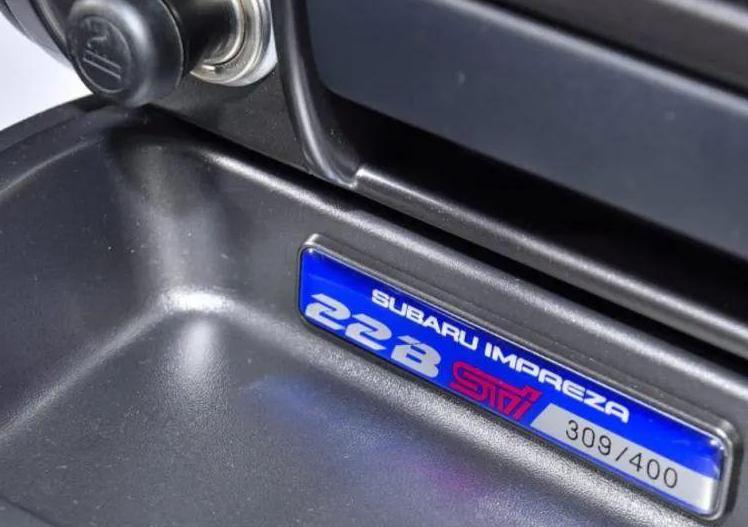 SUBARU IMPREZA
22B STi
309/400